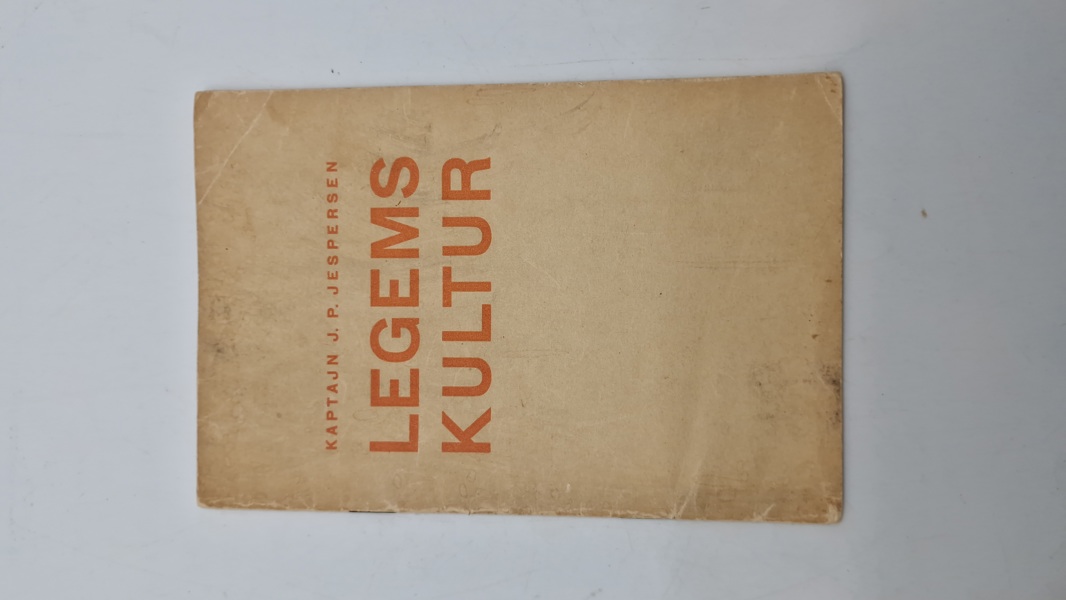 KAPTAJN J. P. JESPERSEN
LEGEMS
KULTUR